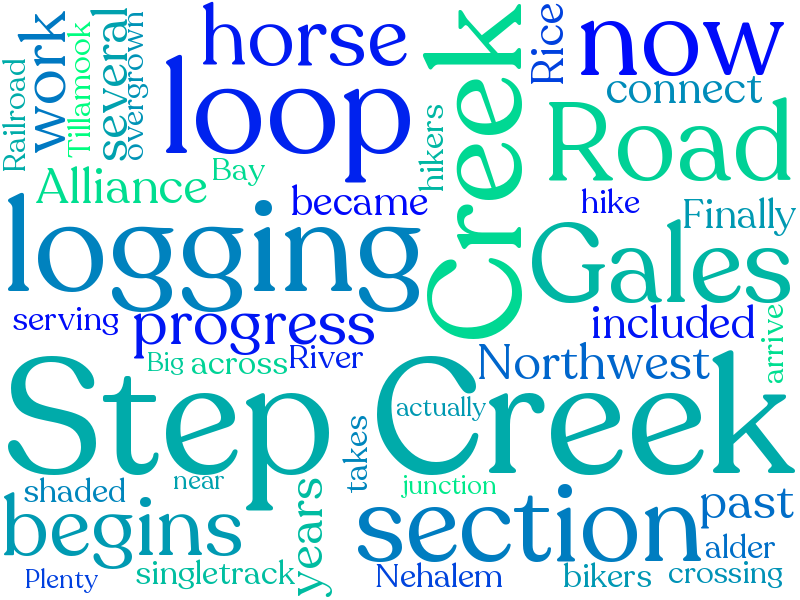 Railroad
work
Tillamook
several
overgrown
horse
loop
Creek
hikers
Rice
now
connect
Road
Alliance
Bay
became
hike
Finally
logging
Gales
serving
progress
included
Big
across
River
Northwest
arrive
Step Creek
actually
takes
shaded
near
years
junction
begins
section
past
alder
Plenty
singletrack
Nehalem
bikers
crossing